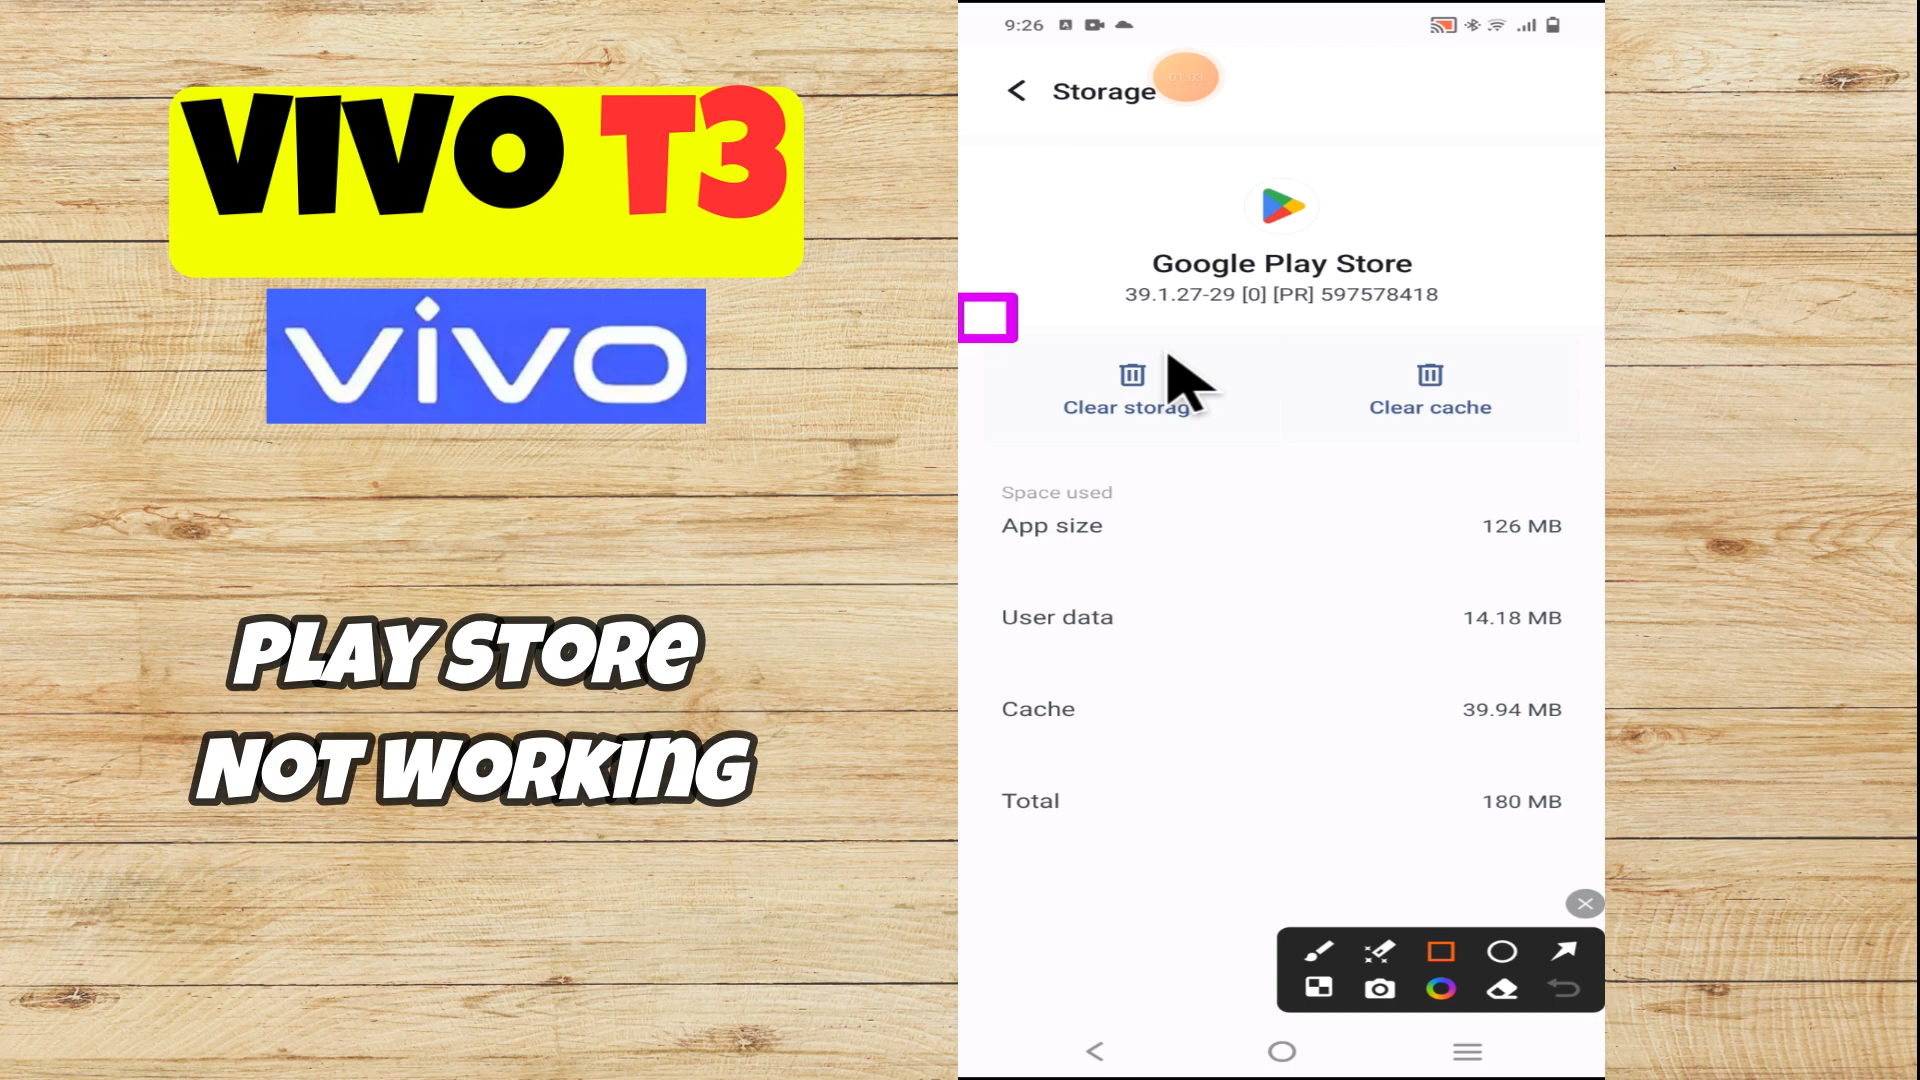 VIVO T3
vivo
PLAY STORE
NOT WORKING
9:26
Storage
01:03
Google Play Store
39.1.27-29 [0] [PR] 597578418
Clear storag
Clear cache
Space used
App size
126 MB
User data
14.18 MB
Cache
39.94 MB
Total
180 MB